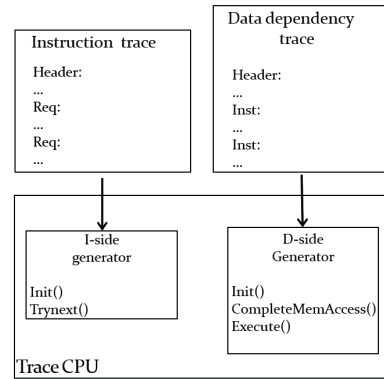 Instruction trace
Header:
...
Req:
...
Req:
...
Data dependency
trace
Header:
...
Inst:
...
Inst:
...
I-side
generator
Init()
Trynext()
D-side
Generator
Init()
CompleteMemAccess()
Execute()
Trace CPU